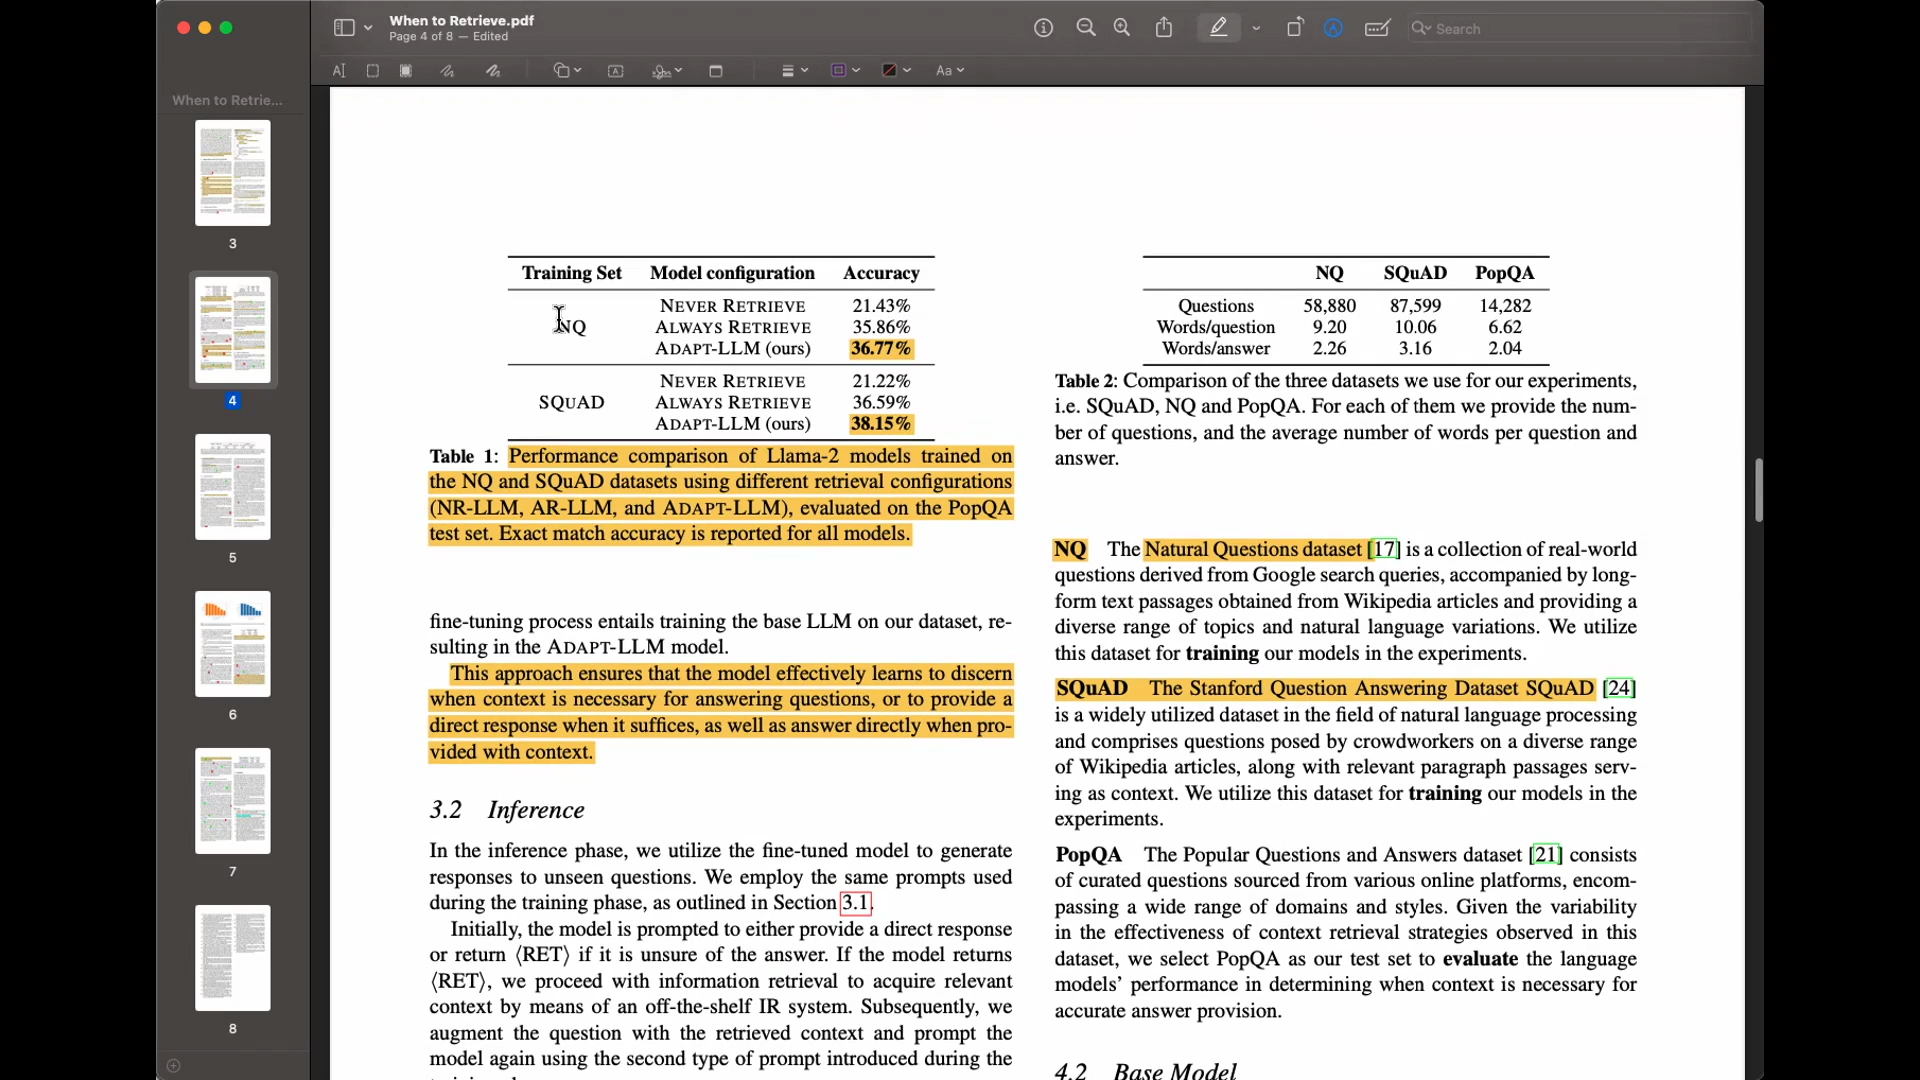 When to Retrieve.pdf
Page 4 of 8 — Edited
Search
Aa
When to Retrie...
3
4
5
6
7
8
Training Set Model configuration Accuracy
NQ
NEVER RETRIEVE 21.43%
ALWAYS RETRIEVE 35.86%
ADAPT-LLM (ours) 36.77%
SQUAD
NEVER RETRIEVE 21.22%
ALWAYS RETRIEVE 36.59%
ADAPT-LLM (ours) 38.15%
Table 1: Performance comparison of Llama-2 models trained on
the NQ and SQuAD datasets using different retrieval configurations
(NR-LLM, AR-LLM, and ADAPT-LLM), evaluated on the PopQA
test set. Exact match accuracy is reported for all models.
fine-tuning process entails training the base LLM on our dataset, re-
sulting in the ADAPT-LLM model.
This approach ensures that the model effectively learns to discern
when context is necessary for answering questions, or to provide a
direct response when it suffices, as well as answer directly when pro-
vided with context.
3.2 Inference
In the inference phase, we utilize the fine-tuned model to generate
responses to unseen questions. We employ the same prompts used
during the training phase, as outlined in Section 3.1.
Initially, the model is prompted to either provide a direct response
or return ⟨RET⟩ if it is unsure of the answer. If the model returns
⟨RET⟩, we proceed with information retrieval to acquire relevant
context by means of an off-the-shelf IR system. Subsequently, we
augment the question with the retrieved context and prompt the
model again using the second type of prompt introduced during the
NQ SQuAD PopQA
Questions 58,880 87,599 14,282
Words/question 9.20 10.06 6.62
Words/answer 2.26 3.16 2.04
Table 2: Comparison of the three datasets we use for our experiments,
i.e. SQuAD, NQ and PopQA. For each of them we provide the num-
ber of questions, and the average number of words per question and
answer.
NQ The Natural Questions dataset [17] is a collection of real-world
questions derived from Google search queries, accompanied by long-
form text passages obtained from Wikipedia articles and providing a
diverse range of topics and natural language variations. We utilize
this dataset for training our models in the experiments.
SQuAD The Stanford Question Answering Dataset SQuAD [24]
is a widely utilized dataset in the field of natural language processing
and comprises questions posed by crowdworkers on a diverse range
of Wikipedia articles, along with relevant paragraph passages serv-
ing as context. We utilize this dataset for training our models in the
experiments.
PopQA The Popular Questions and Answers dataset [21] consists
of curated questions sourced from various online platforms, encom-
passing a wide range of domains and styles. Given the variability
in the effectiveness of context retrieval strategies observed in this
dataset, we select PopQA as our test set to evaluate the language
models' performance in determining when context is necessary for
accurate answer provision.
4.2 Base Model